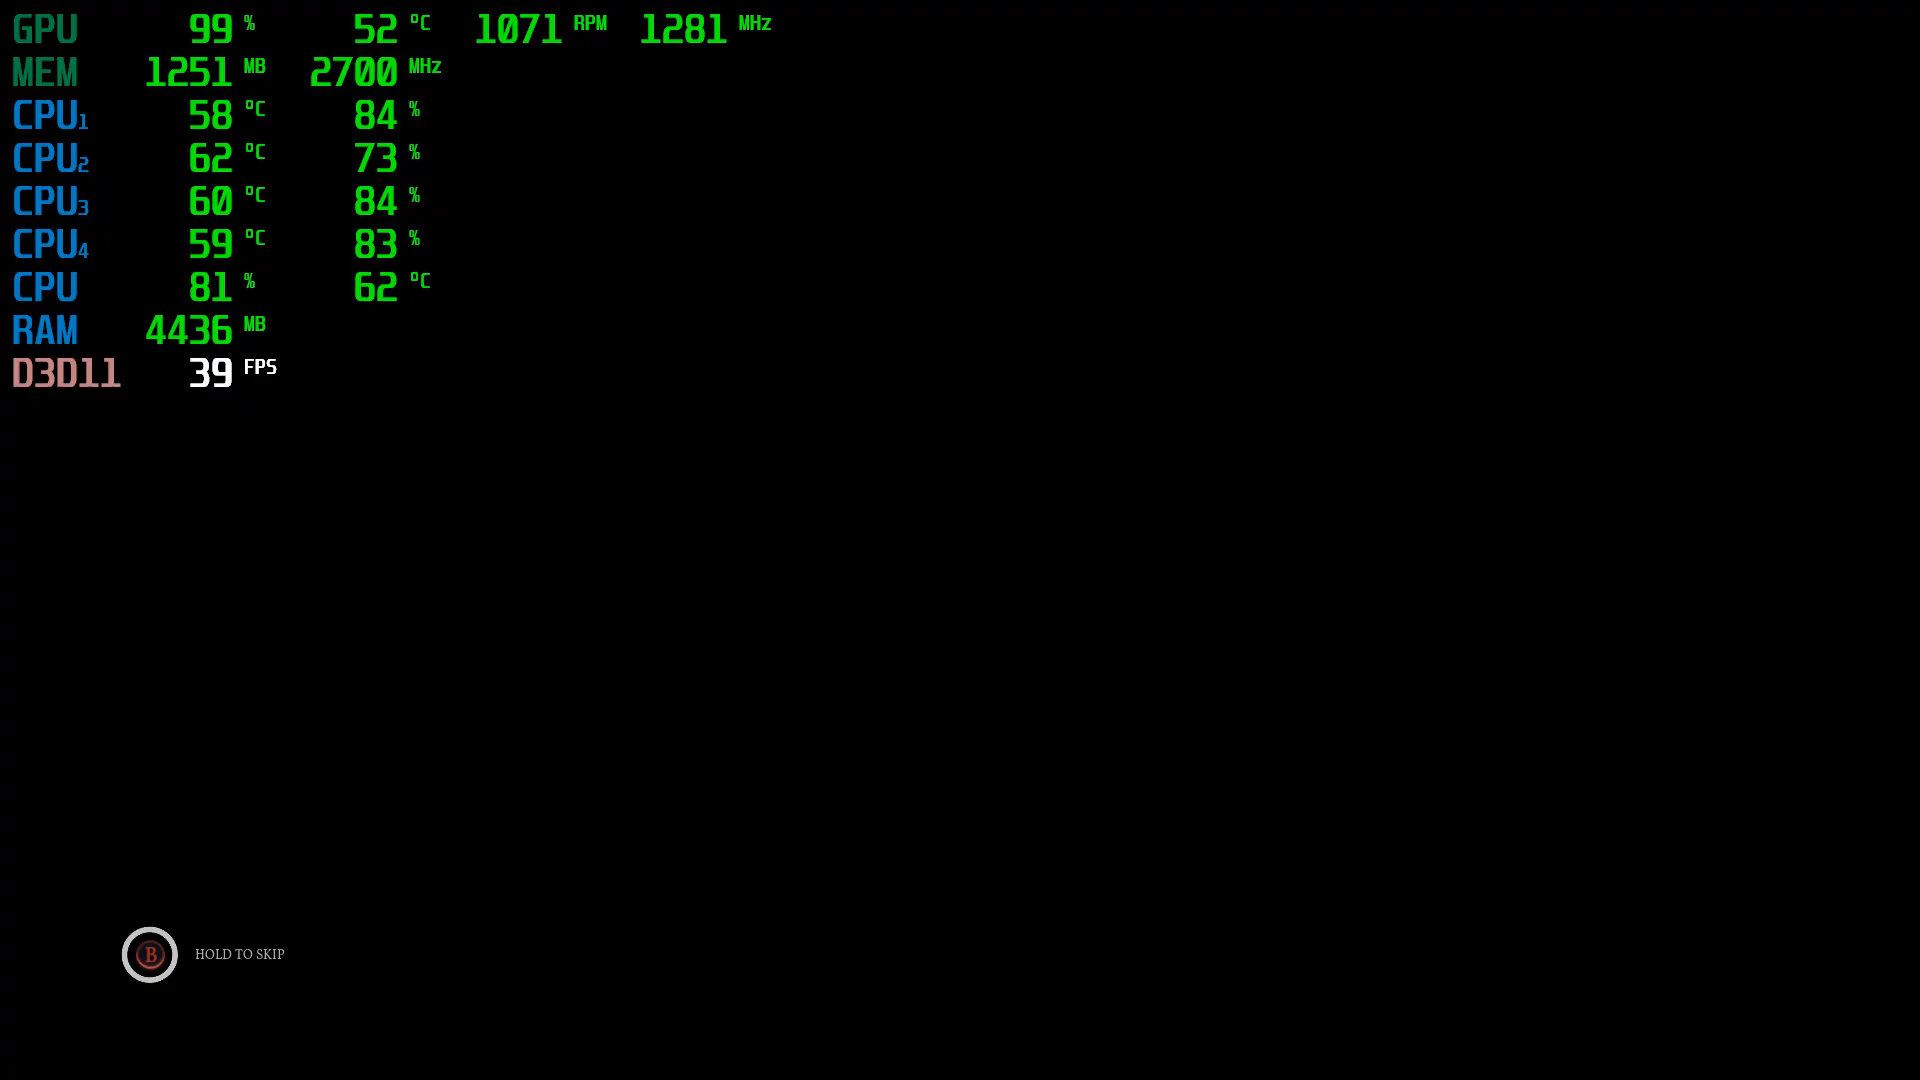 GPU 99 % 52 °C 1071 RPM 1281 MHz
MEM 1251 MB 2700 MHz
CPU1 58 °C 84 %
CPU2 62 °C 73 %
CPU3 60 °C 84 %
CPU4 59 °C 83 %
CPU 81 % 62 °C
RAM 4436 MB
D3D11 39 FPS
B HOLD TO SKIP